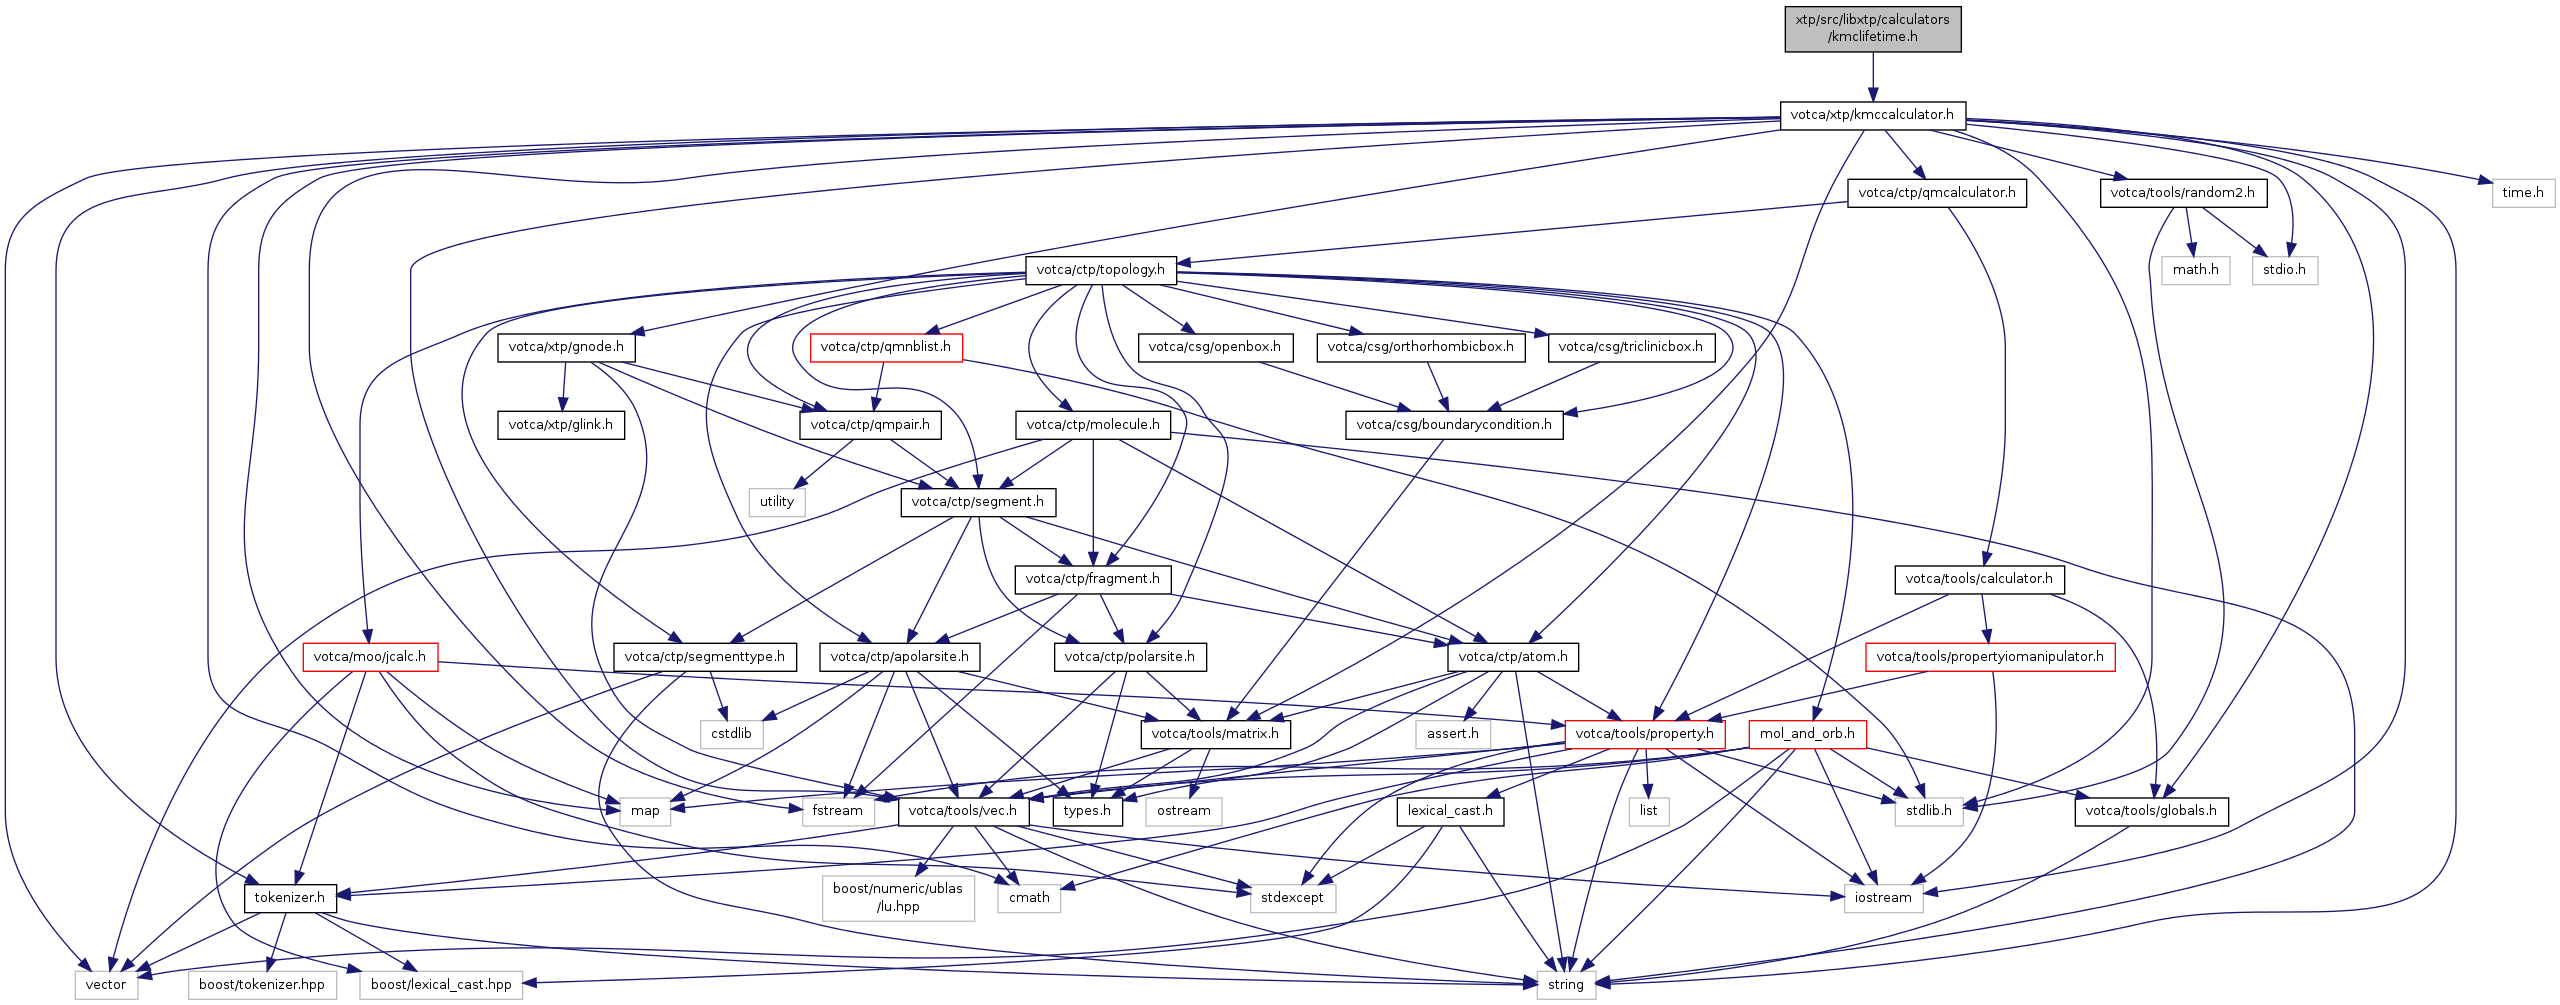 xtp/src/libxtp/calculators
/kmclifetime.h
votca/xtp/kmccalculator.h
votca/ctp/qmcalculator.h
votca/tools/random2.h
time.h
votca/ctp/topology.h
math.h
stdio.h
votca/xtp/gnode.h
votca/ctp/qmnblist.h
votca/csg/openbox.h
votca/csg/orthorhombicbox.h
votca/csg/triclinicbox.h
votca/xtp/glink.h
votca/ctp/qmpair.h
votca/ctp/molecule.h
votca/csg/boundarycondition.h
utility
votca/ctp/segment.h
votca/ctp/fragment.h
votca/tools/calculator.h
votca/moo/jcalc.h
votca/ctp/segmenttype.h
votca/ctp/apolarsite.h
votca/ctp/polarsite.h
votca/ctp/atom.h
votca/tools/propertyiomanipulator.h
cstdlib
votca/tools/matrix.h
assert.h
votca/tools/property.h
mol_and_orb.h
map
fstream
votca/tools/vec.h
types.h
ostream
lexical_cast.h
list
stdlib.h
votca/tools/globals.h
tokenizer.h
boost/numeric/ublas
/lu.hpp
cmath
stdexcept
iostream
vector
boost/tokenizer.hpp
boost/lexical_cast.hpp
string